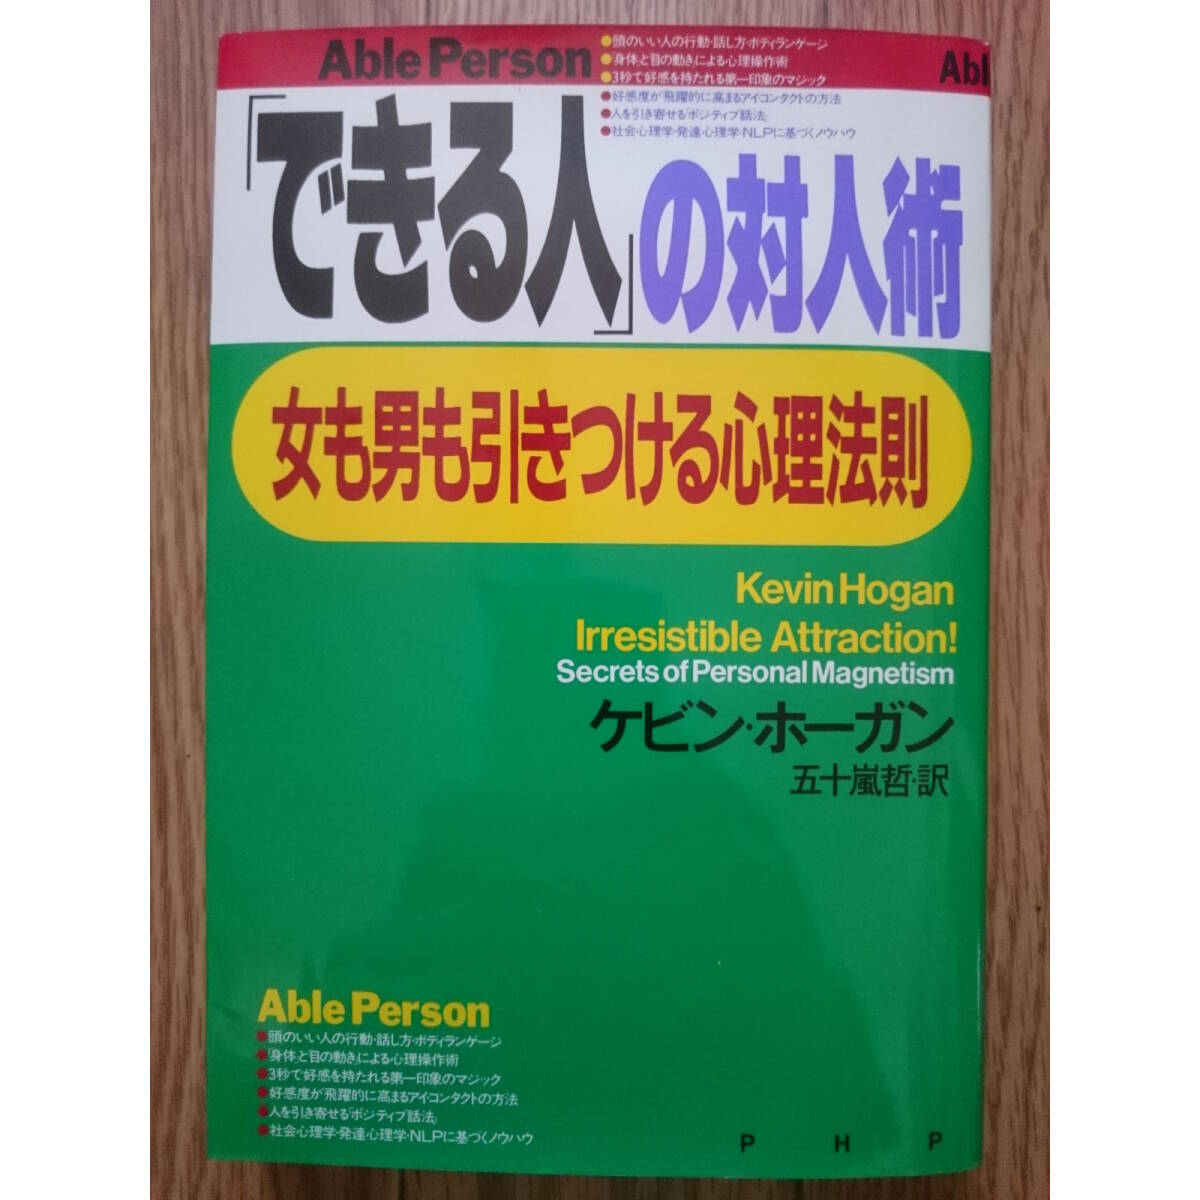 Able Person
●頭のいい人の行動・話し方・ボディランゲージ
●「身体」と「目の動き」による心理操作術
●3秒で好感を持たれる第一印象のマジック
Abl
●好感度が飛躍的に高まるアイ・コンタクトの方法
●人を引き寄せる「ポジティブ話法」
●社会心理学・発達心理学・NLPに基づくノウハウ
「できる人」の対人術
女も男も引きつける心理法則
Kevin Hogan
Irresistible Attraction!
Secrets of Personal Magnetism
ケビン・ホーガン
五十嵐哲・訳
Able Person
●頭のいい人の行動・話し方・ボディランゲージ
●「身体」と「目の動き」による心理操作術
●3秒で好感を持たれる第一印象のマジック
●好感度が飛躍的に高まるアイ・コンタクトの方法
●人を引き寄せる「ポジティブ話法」
●社会心理学・発達心理学・NLPに基づくノウハウ
P H P